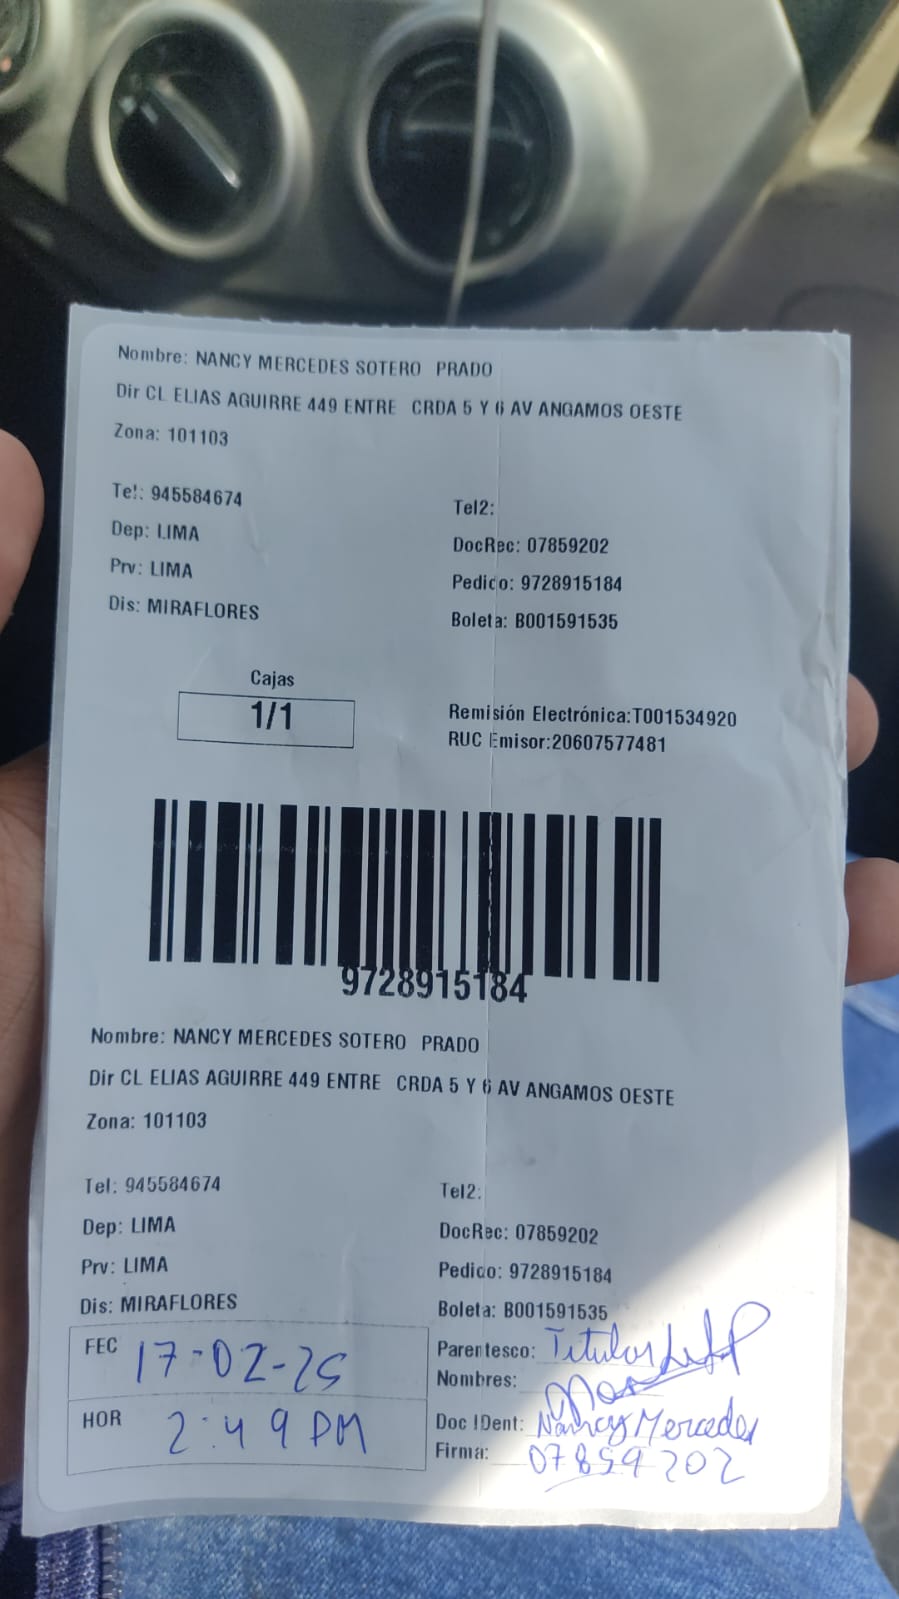 Nombre: NANCY MERCEDES SOTERO PRADO
Dir CL ELIAS AGUIRRE 449 ENTRE CRDA 5 Y 6 AV ANGAMOS OESTE
Zona: 101103
Tel: 945584674
Tel2:
Dep: LIMA
DocRec: 07859202
Prv: LIMA
Pedido: 9728915184
Dis: MIRAFLORES
Boleta: B001591535
Cajas
1/1
Remisión Electrónica:T001534920
RUC Emisor:20607577481
9728915184
Nombre: NANCY MERCEDES SOTERO PRADO
Dir CL ELIAS AGUIRRE 449 ENTRE CRDA 5 Y 6 AV ANGAMOS OESTE
Zona: 101103
Tel: 945584674
Tel2:
Dep: LIMA
DocRec: 07859202
Prv: LIMA
Pedido: 9728915184
Dis: MIRAFLORES
Boleta: B001591535
FEC 17-02-25
Parentesco: Titular
Nombres:
HOR 2:49 PM
Doc IDent: Nancy Mercedes
Firma: 07859202